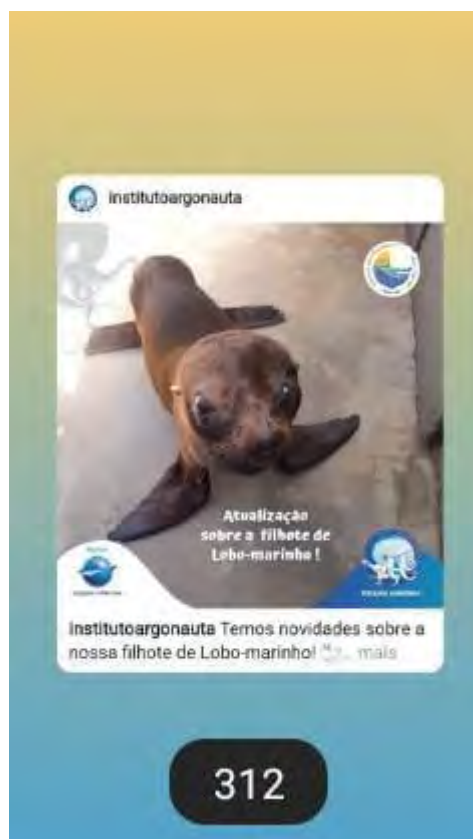 institutoargonauta
Atualização
sobre a filhote de
Lobo-marinho !
institutoargonauta Temos novidades sobre a
nossa filhote de Lobo-marinho! ... mais
312